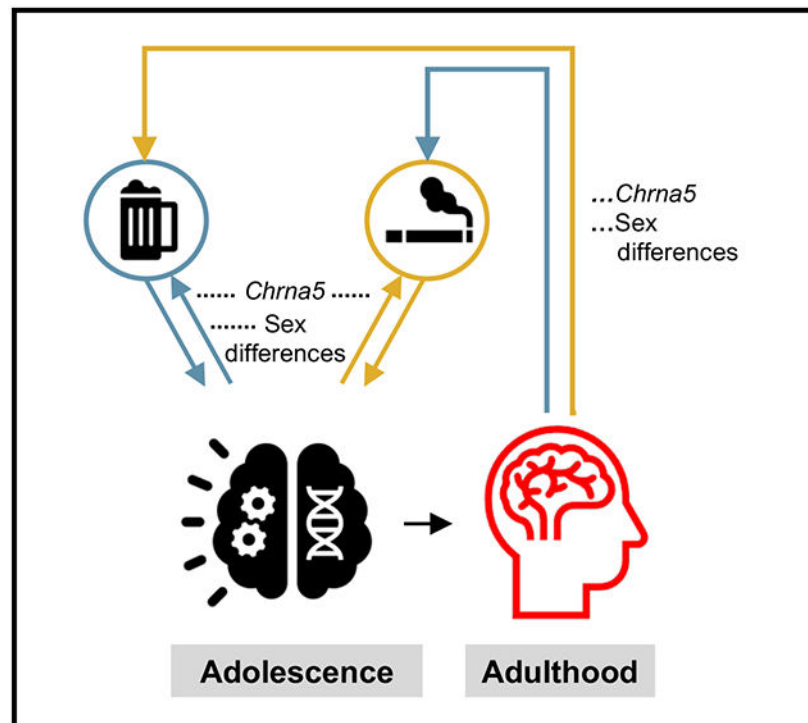 ...Chrna5
...Sex
differences
...... Chrna5 ......
....... Sex
differences
Adolescence
Adulthood